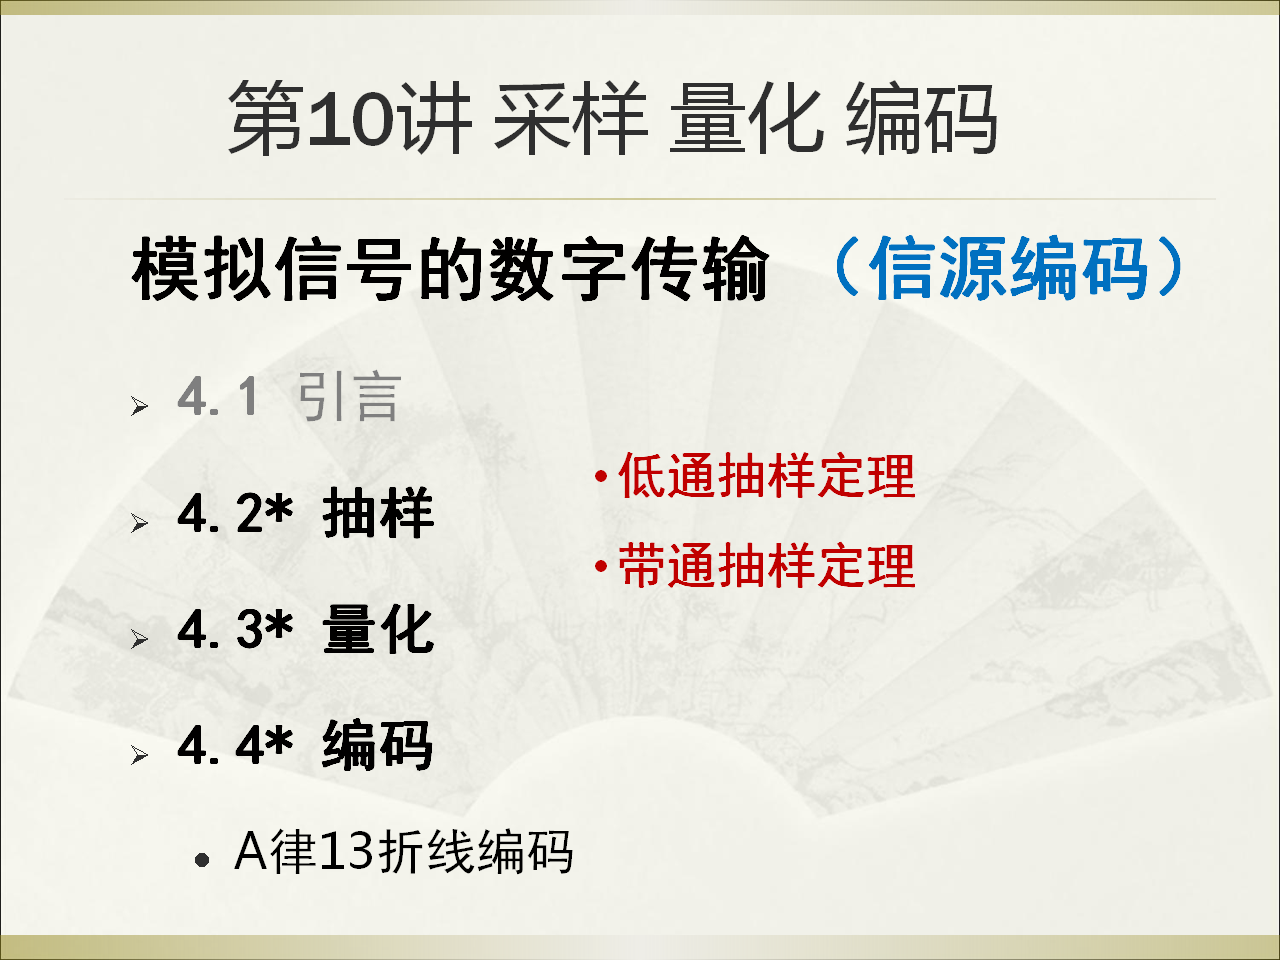 第10讲 采样 量化 编码
模拟信号的数字传输 （信源编码）
4.1 引言
4.2* 抽样
•低通抽样定理
•带通抽样定理
4.3* 量化
4.4* 编码
• A律13折线编码